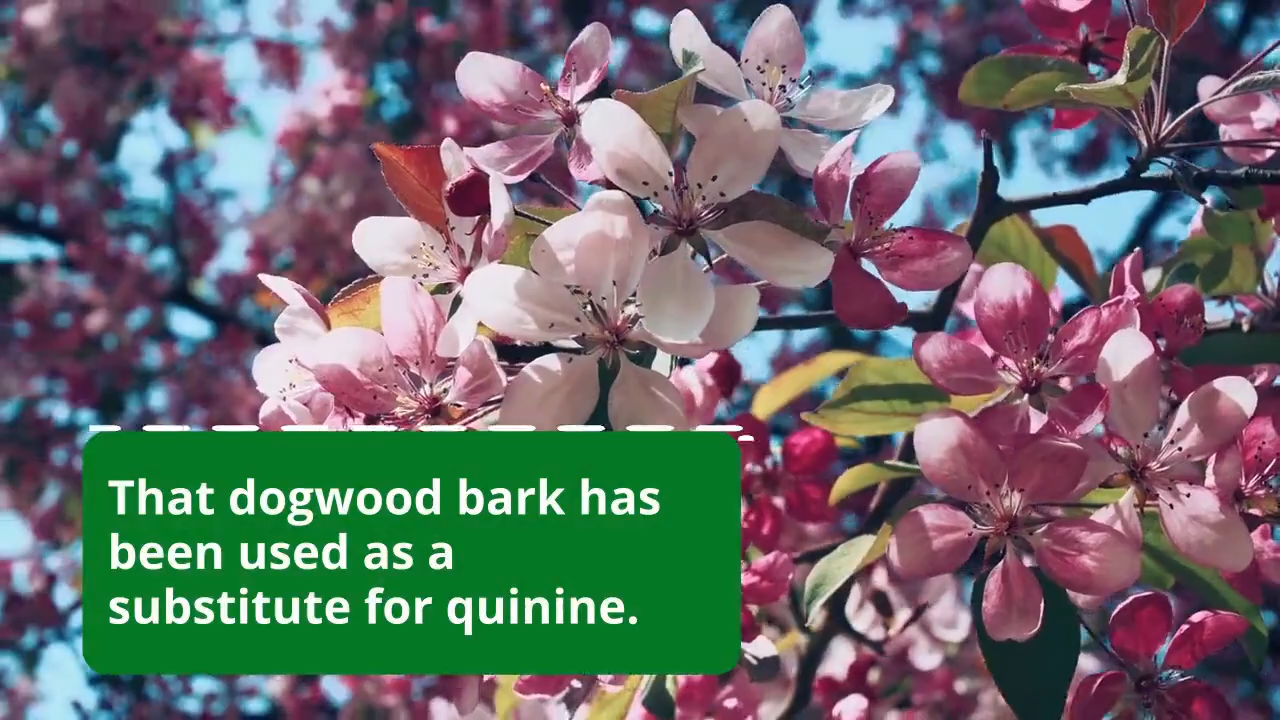 That dogwood bark has
been used as a
substitute for quinine.